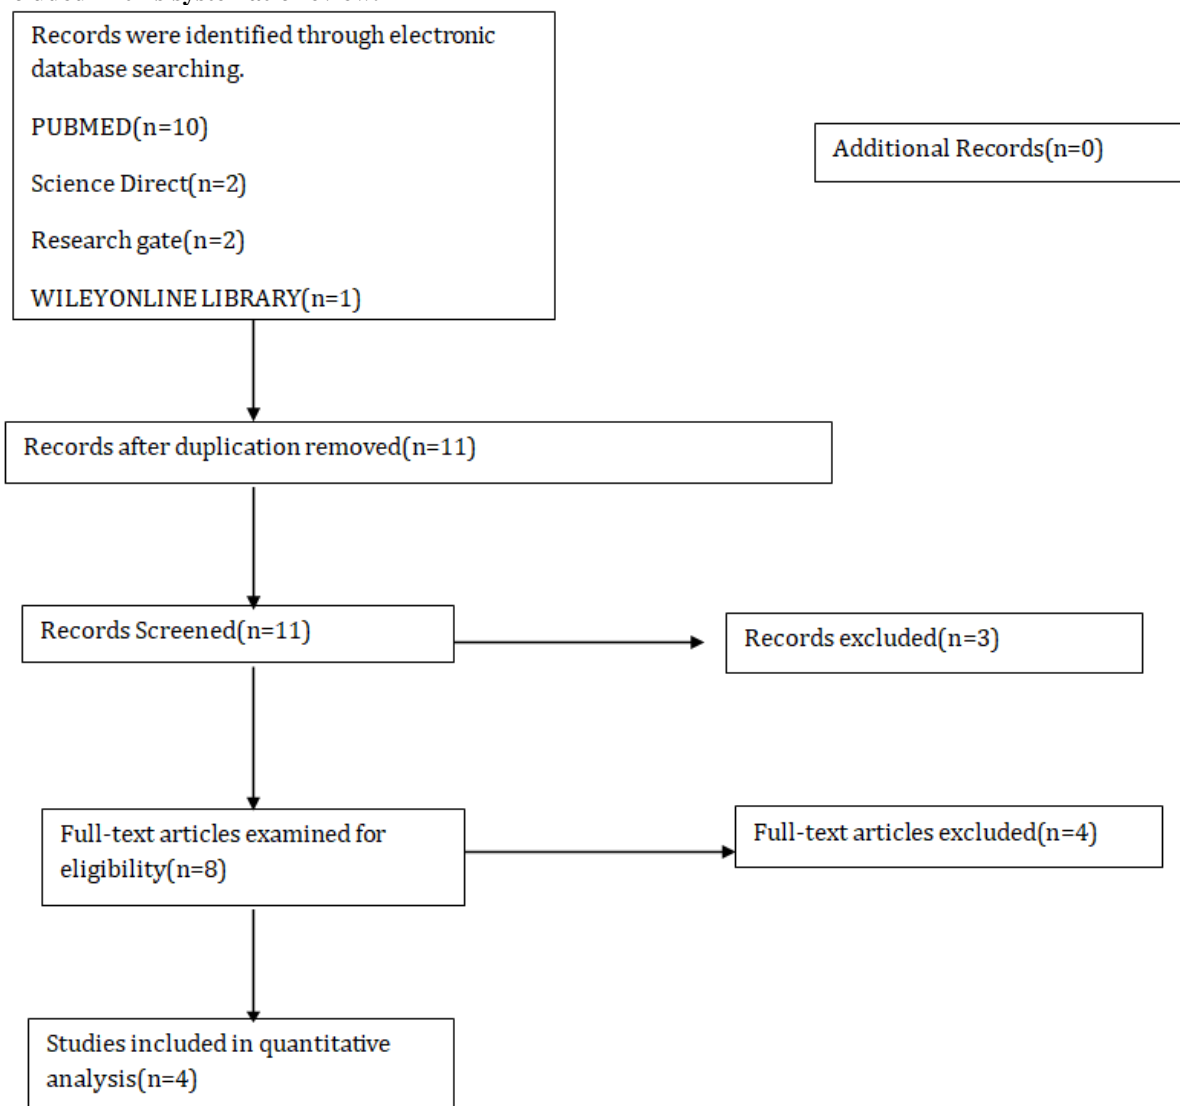 Records were identified through electronic
database searching.
PUBMED(n=10)
Science Direct(n=2)
Research gate(n=2)
WILEYONLINE LIBRARY(n=1)
Additional Records(n=0)
Records after duplication removed(n=11)
Records Screened(n=11)
Records excluded(n=3)
Full-text articles examined for
eligibility(n=8)
Full-text articles excluded(n=4)
Studies included in quantitative
analysis(n=4)